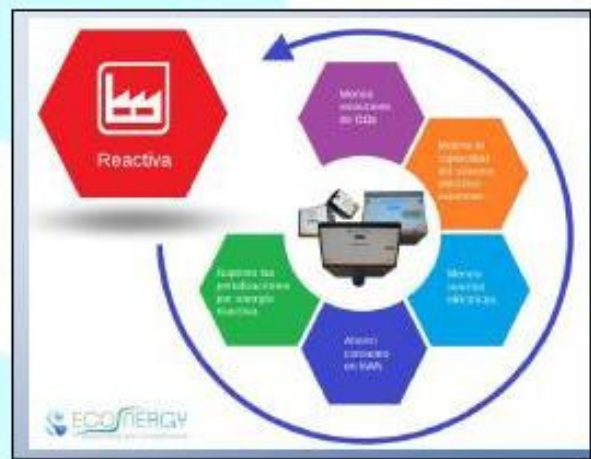 Reactiva
Menos
emisiones
de CO2
Mejora la
capacidad
del sistema
eléctrico
Menos
averías
eléctricas
Ahorro
consumo
en kWh
Suprime las
penalizaciones
por energía
reactiva
ECOENERGY